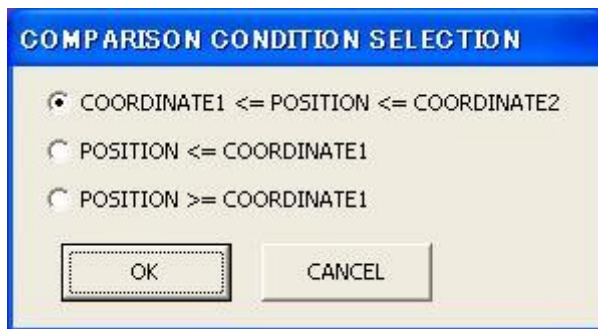 COMPARISON CONDITION SELECTION
COORDINATE1 <= POSITION <= COORDINATE2
POSITION <= COORDINATE1
POSITION >= COORDINATE1
OK CANCEL